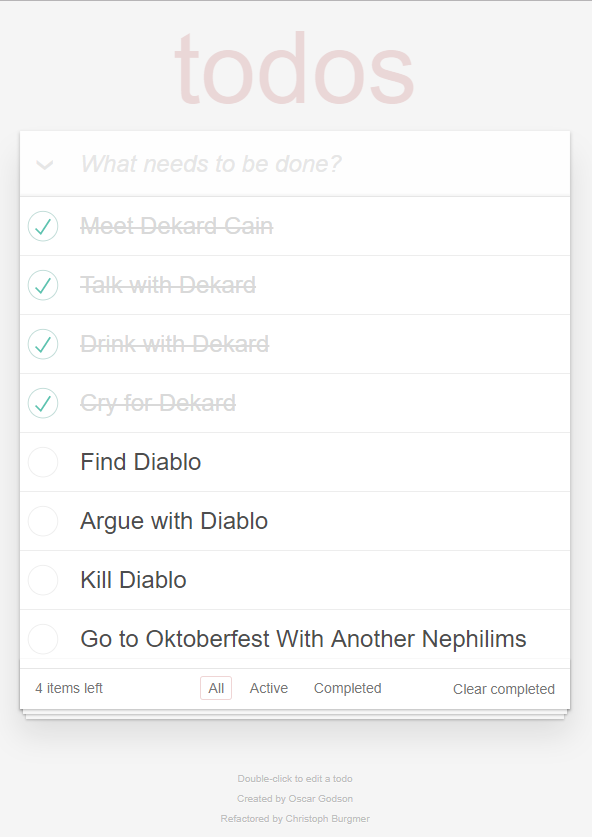 todos
What needs to be done?
Meet Dekard Cain
Talk with Dekard
Drink with Dekard
Cry for Dekard
Find Diablo
Argue with Diablo
Kill Diablo
Go to Oktoberfest With Another Nephilims
4 items left All Active Completed Clear completed
Double-click to edit a todo
Created by Oscar Godson
Refactored by Christoph Burgmer